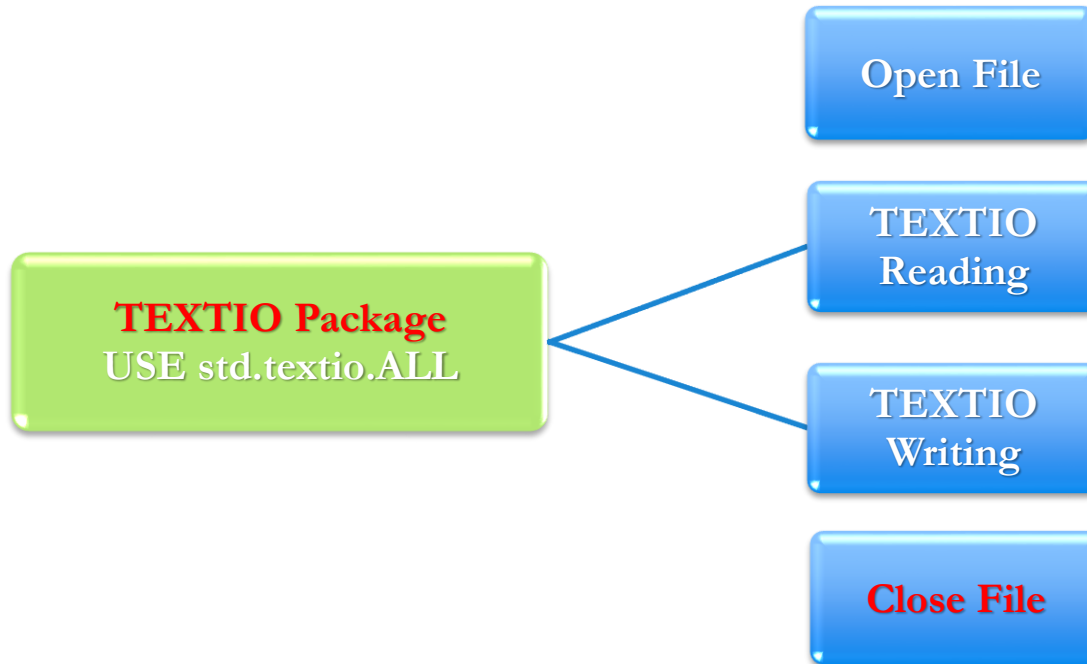 Open File
TEXTIO
Reading
TEXTIO Package
USE std.textio.ALL
TEXTIO
Writing
Close File